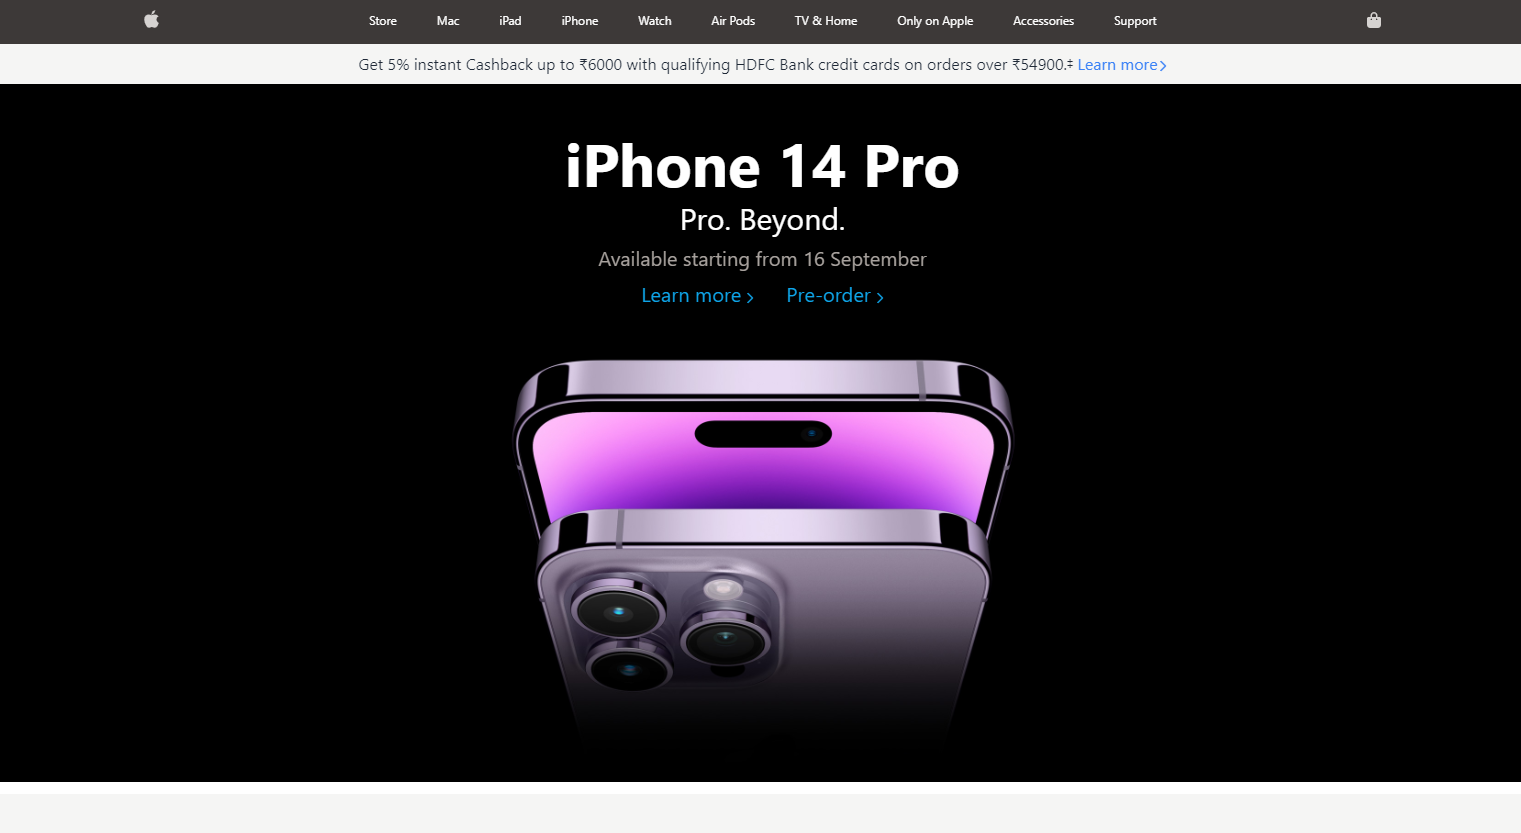 Store Mac iPad iPhone Watch Air Pods TV & Home Only on Apple Accessories Support
Get 5% instant Cashback up to ₹6000 with qualifying HDFC Bank credit cards on orders over ₹54900.‡ Learn more
iPhone 14 Pro
Pro. Beyond.
Available starting from 16 September
Learn more Pre-order